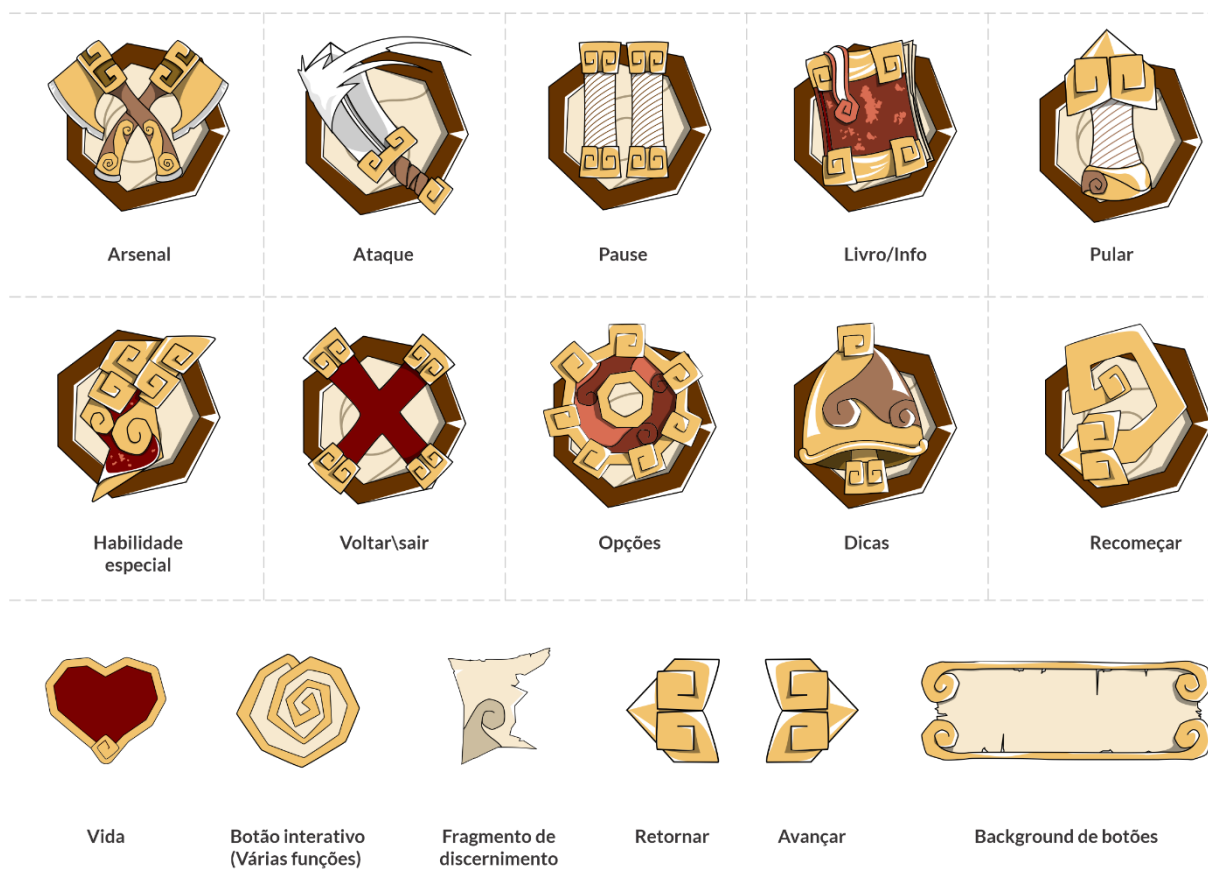 Arsenal
Ataque
Pause
Livro/Info
Pular
Habilidade
especial
Voltar\sair
Opções
Dicas
Recomeçar
Vida
Botão interativo
(Várias funções)
Fragmento de
discernimento
Retornar
Avançar
Background de botões